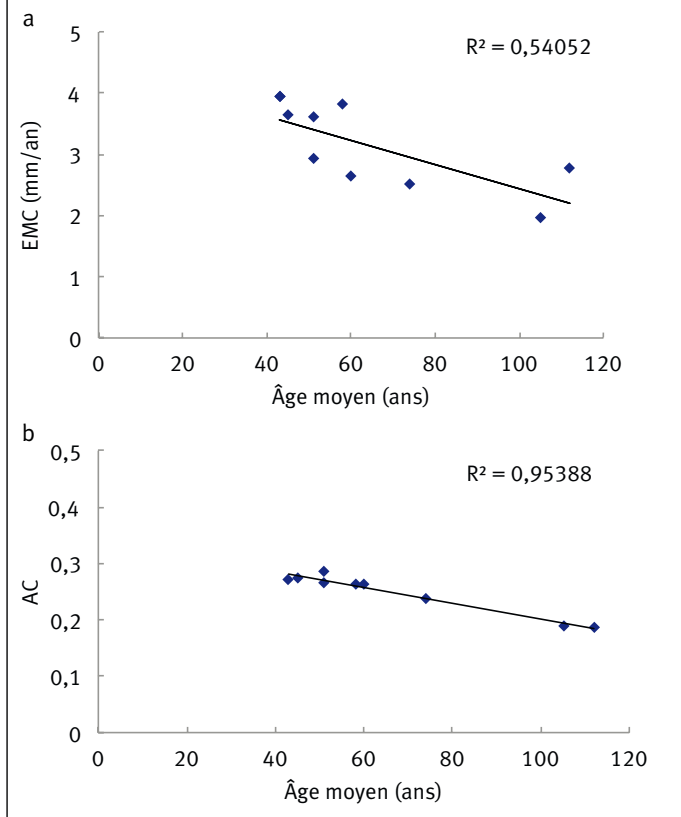 a
5
R² = 0,54052
4
3
2
1
0
EMC (mm/an)
0 20 40 60 80 100 120
Âge moyen (ans)
b
0,5
R² = 0,95388
0,4
0,3
0,2
0,1
0
AC
0 20 40 60 80 100 120
Âge moyen (ans)